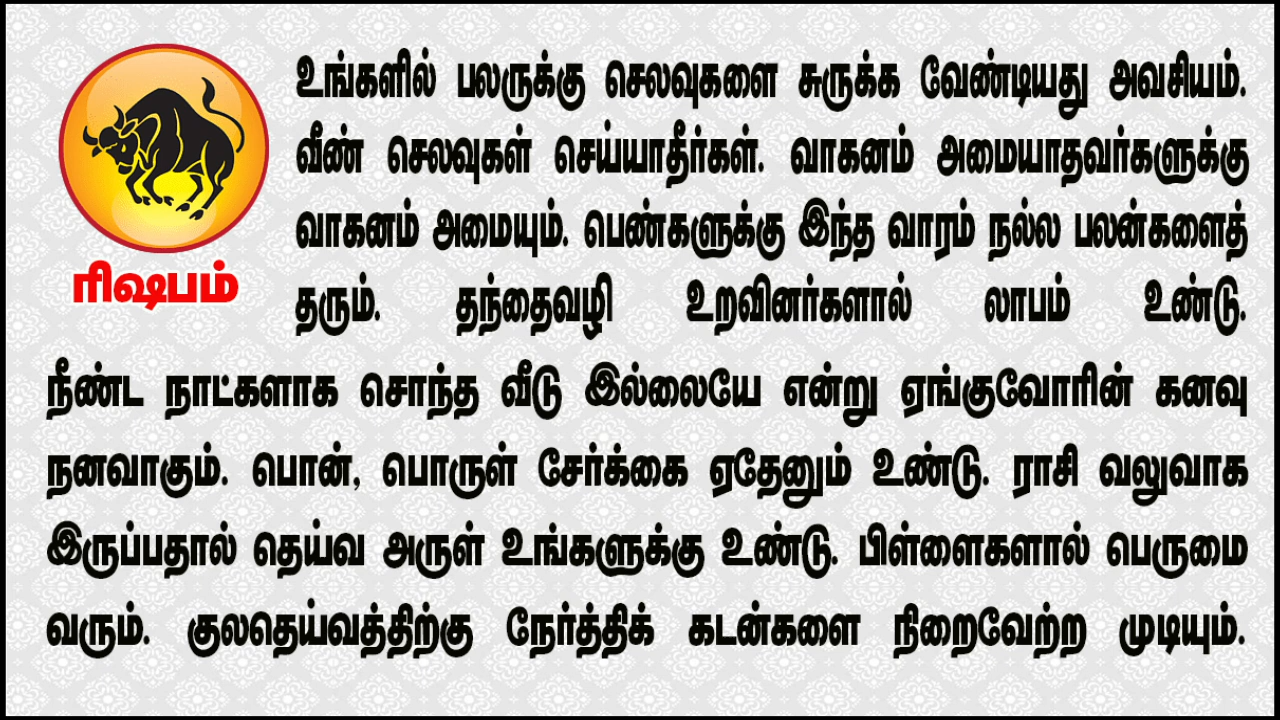 உங்களில் பலருக்கு செலவுகளை சுருக்க வேண்டியது அவசியம்.
வீண் செலவுகள் செய்யாதீர்கள். வாகனம் அமையாதவர்களுக்கு
வாகனம் அமையும். பெண்களுக்கு இந்த வாரம் நல்ல பலன்களைத்
தரும். தந்தைவழி உறவினர்களால் லாபம் உண்டு.
ரிஷபம்
நீண்ட நாட்களாக சொந்த வீடு இல்லையே என்று ஏங்குவோரின் கனவு
நனவாகும். பொன், பொருள் சேர்க்கை ஏதேனும் உண்டு. ராசி வலுவாக
இருப்பதால் தெய்வ அருள் உங்களுக்கு உண்டு. பிள்ளைகளால் பெருமை
வரும். குலதெய்வத்திற்கு நேர்த்திக் கடன்களை நிறைவேற்ற முடியும்.